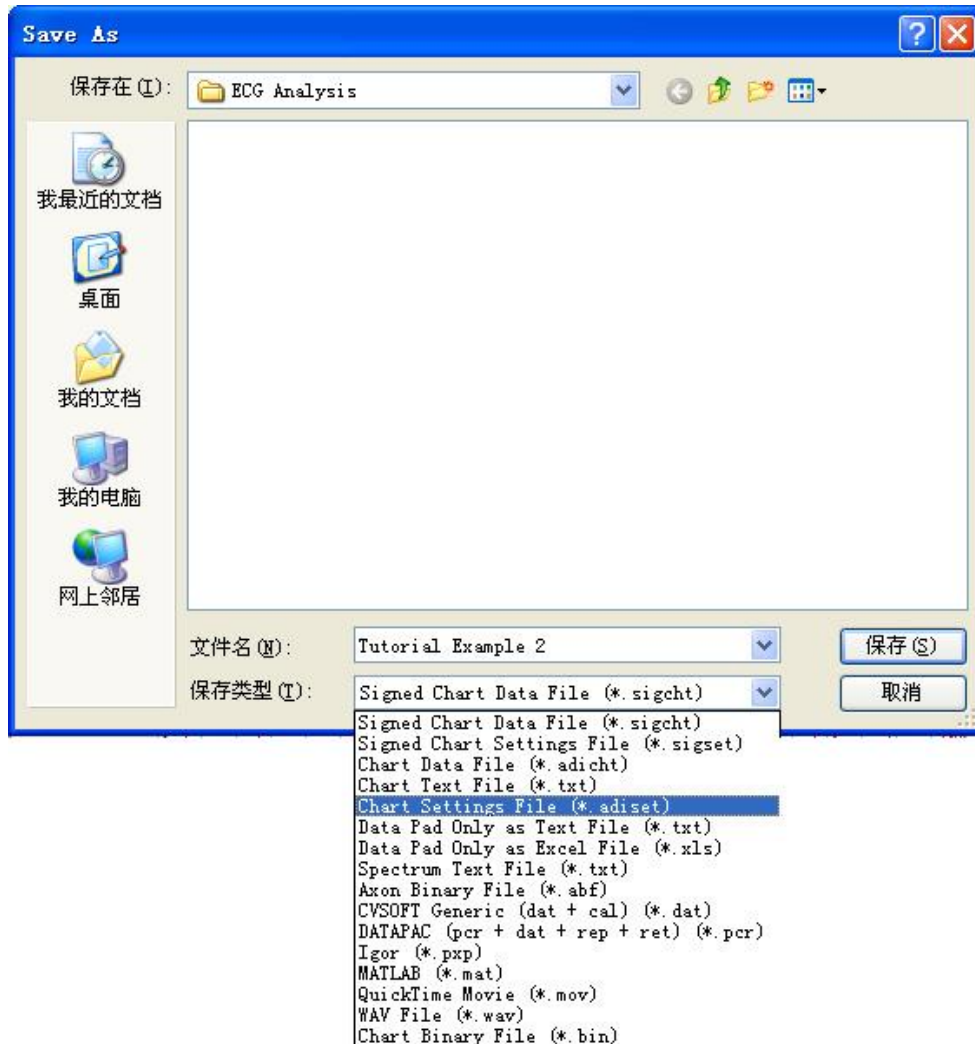 Save As
保存在(I):
ECG Analysis
我最近的文档
桌面
我的文档
我的电脑
网上邻居
文件名(N):
Tutorial Example 2
保存(S)
保存类型(T):
Signed Chart Data File (*.sigcht)
取消
Signed Chart Data File (*.sigcht)
Signed Chart Settings File (*.sigset)
Chart Data File (*.adicht)
Chart Text File (*.txt)
Chart Settings File (*.adiset)
Data Pad Only as Text File (*.txt)
Data Pad Only as Excel File (*.xls)
Spectrum Text File (*.txt)
Axon Binary File (*.abf)
CVSOFT Generic (dat + cal) (*.dat)
DATAPAC (pcr + dat + rep + ret) (*.pcr)
Igor (*.pxp)
MATLAB (*.mat)
QuickTime Movie (*.mov)
WAV File (*.wav)
Chart Binary File (*.bin)